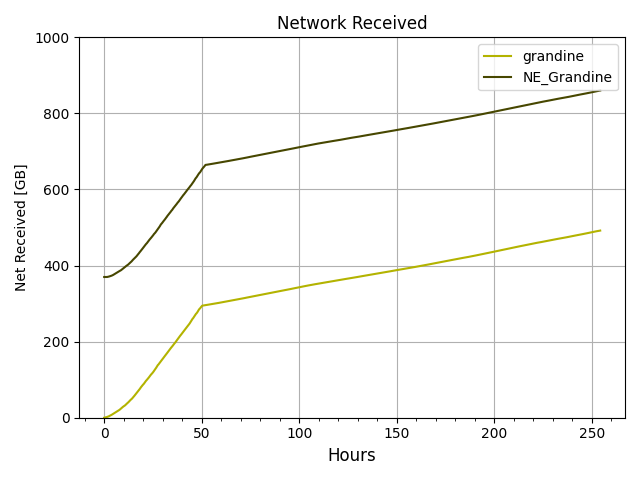 Network Received
grandine
NE_Grandine
Net Received [GB]
1000
800
600
400
200
0
0 50 100 150 200 250
Hours